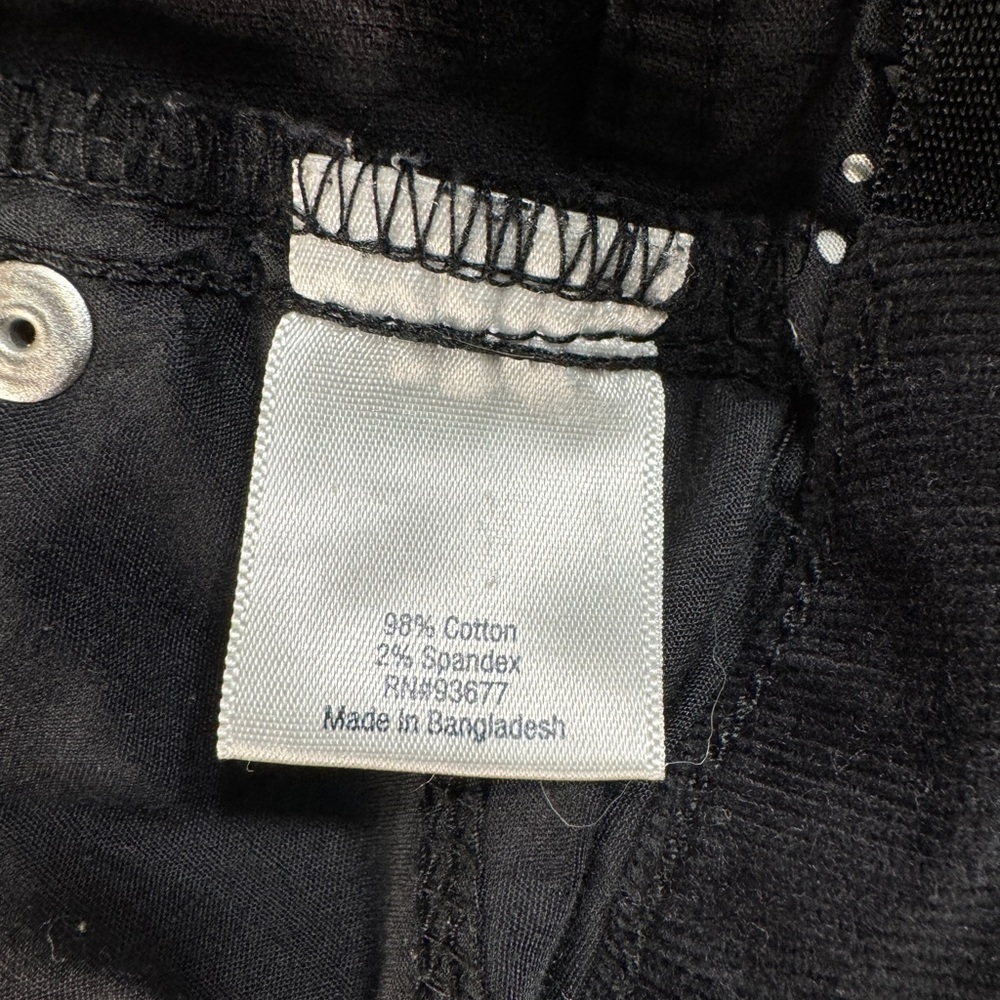 98% Cotton
2% Spandex
RN#93677
Made In Bangladesh